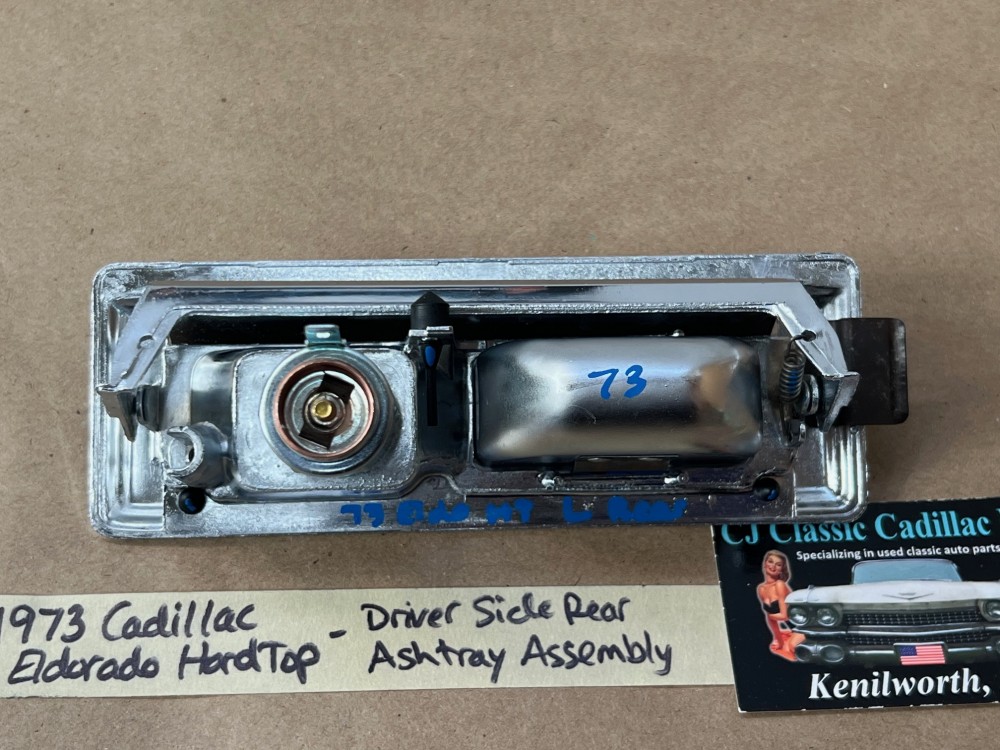 73
73 Eldo HT L Rear
CJ Classic Cadillac
Specializing in used classic auto parts
1973 Cadillac - Driver Side Rear
Eldorado HardTop Ashtray Assembly
Kenilworth,